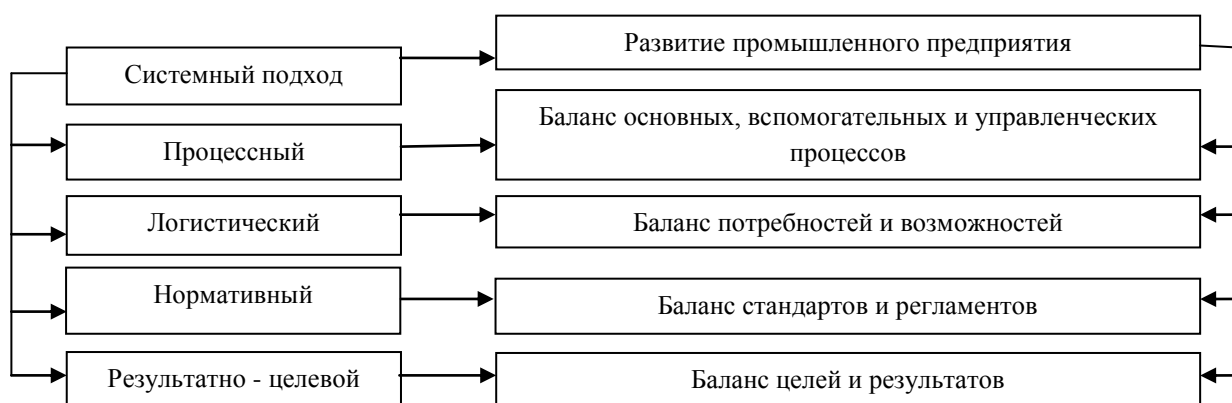 Системный подход
Развитие промышленного предприятия
Процессный
Баланс основных, вспомогательных и управленческих
процессов
Логистический
Баланс потребностей и возможностей
Нормативный
Баланс стандартов и регламентов
Результатно - целевой
Баланс целей и результатов